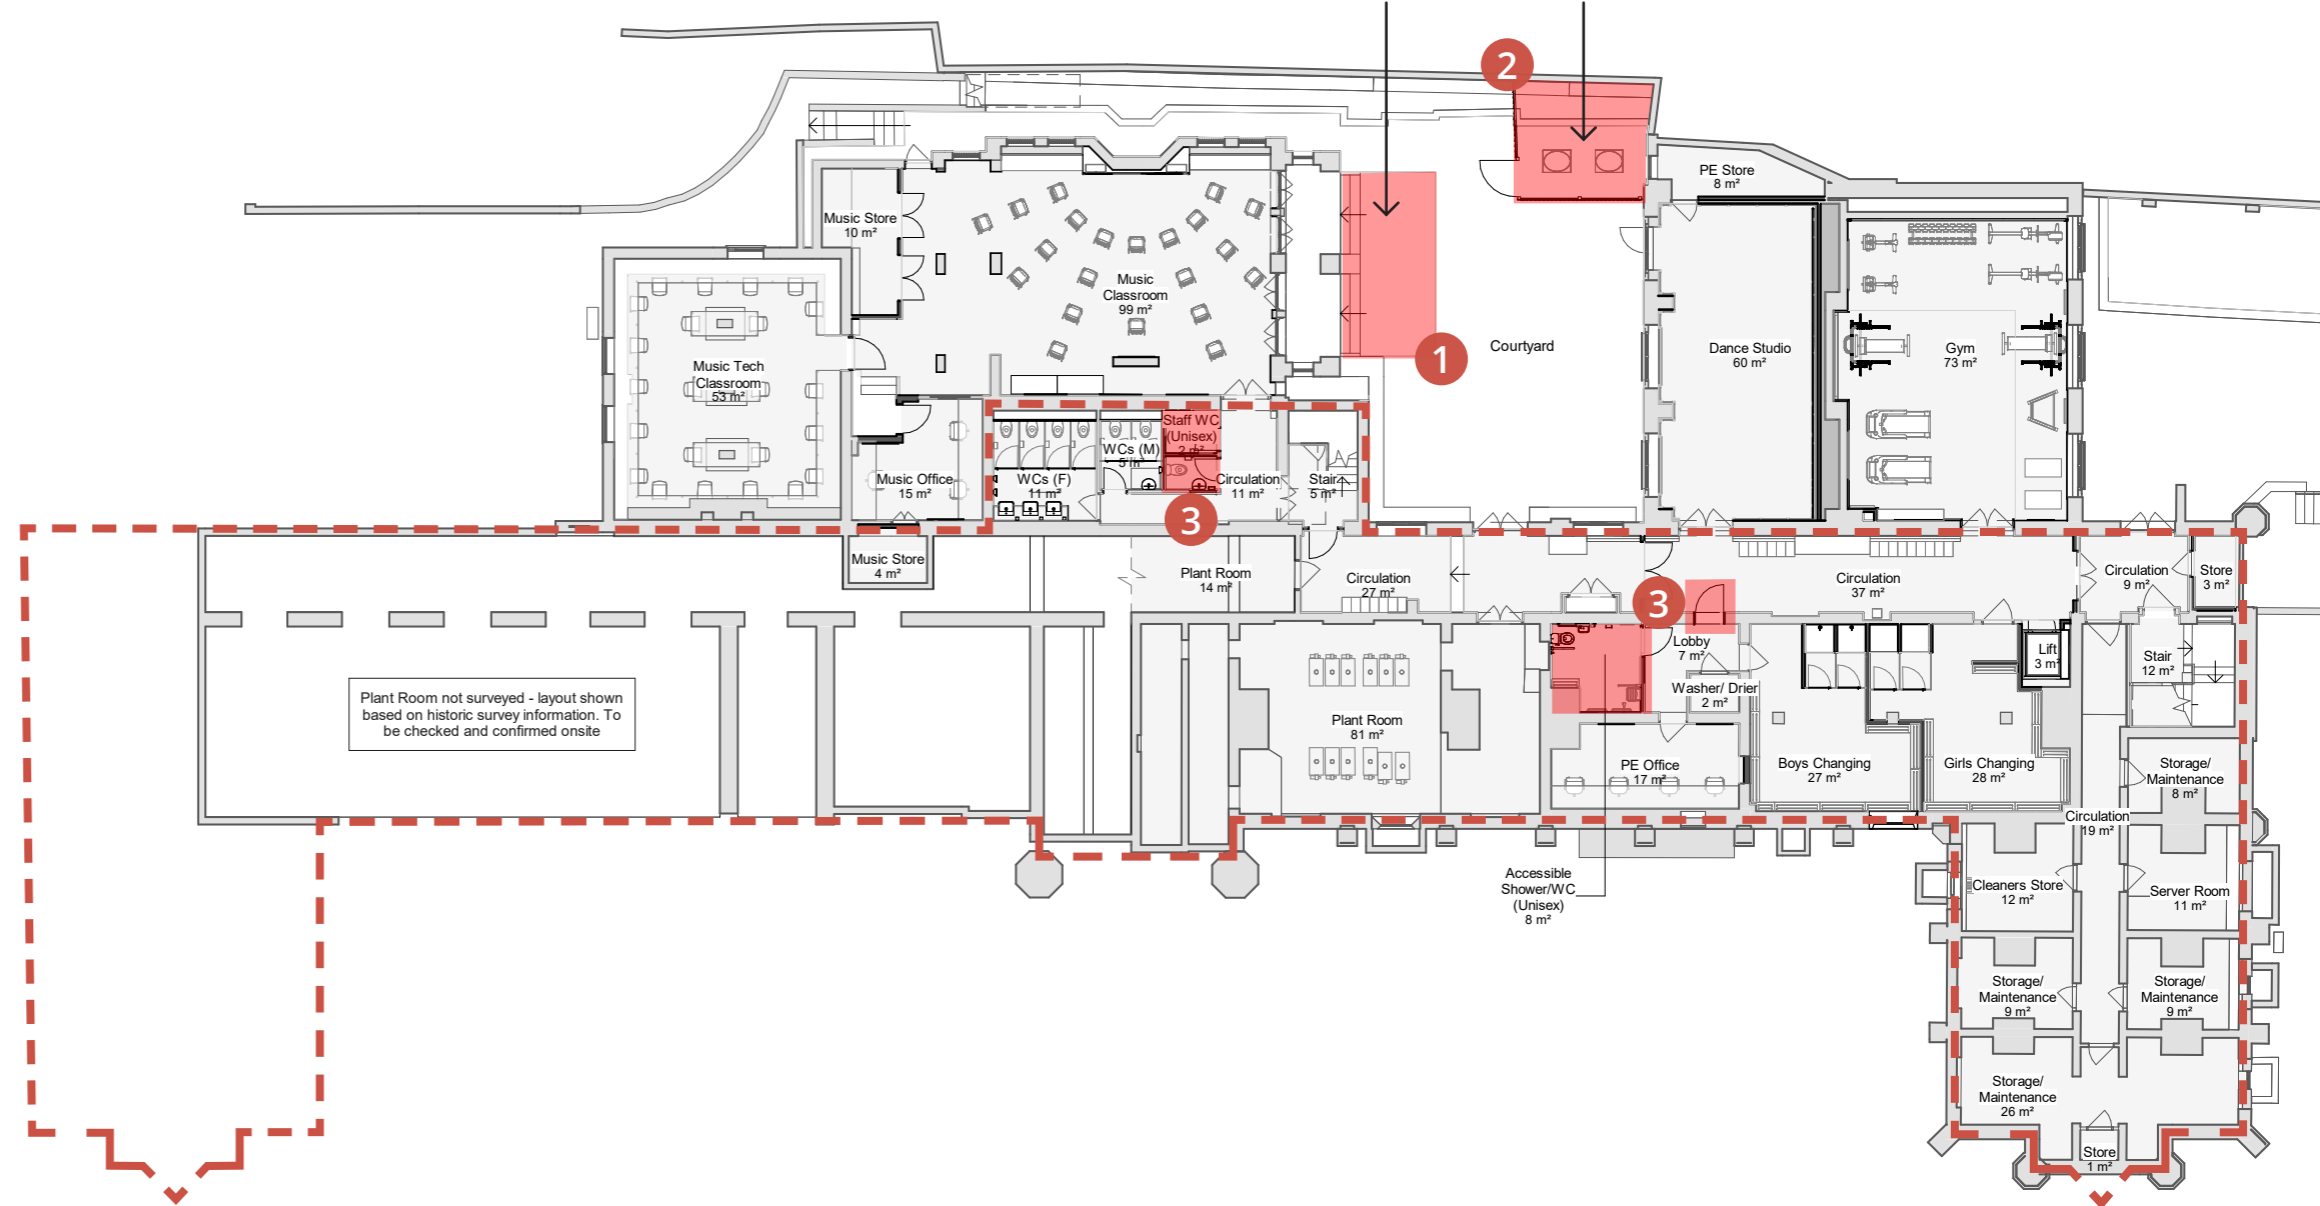 2
PE Store
8 m²
Music Store
10 m²
Music
Classroom
99 m²
1
Courtyard
Dance Studio
60 m²
Gym
73 m²
Music Tech
Classroom
53 m²
Staff WC
(Unisex)
2 m²
WCs (M)
5 m²
WCs (F)
11 m²
Music Office
15 m²
Circulation
11 m²
Stair
5 m²
3
Music Store
4 m²
Plant Room
14 m²
Circulation
27 m²
3
Circulation
37 m²
Circulation
9 m²
Store
3 m²
Lobby
7 m²
Lift
3 m²
Stair
12 m²
Washer/ Drier
2 m²
Plant Room not surveyed - layout shown
based on historic survey information. To
be checked and confirmed onsite
Plant Room
81 m²
PE Office
17 m²
Boys Changing
27 m²
Girls Changing
28 m²
Storage/
Maintenance
8 m²
Circulation
19 m²
Accessible
Shower/WC
(Unisex)
8 m²
Cleaners Store
12 m²
Server Room
11 m²
Storage/
Maintenance
9 m²
Storage/
Maintenance
9 m²
Storage/
Maintenance
26 m²
Store
1 m²